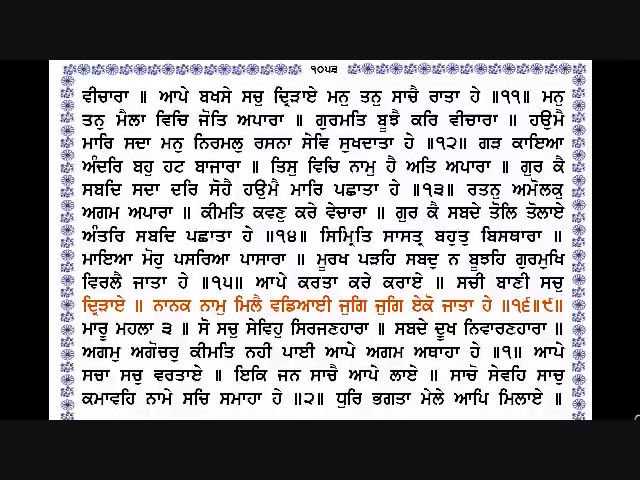 ੧੦੫੩
ਵੀਚਾਰਾ ॥ ਆਪੇ ਬਖਸੇ ਸਚੁ ਦ੍ਰਿੜਾਏ ਮਨੁ ਤਨੁ ਸਾਚੈ ਰਾਤਾ ਹੇ ॥੧੧॥ ਮਨੁ
ਤਨੁ ਮੈਲਾ ਵਿਚਿ ਜੋਤਿ ਅਪਾਰਾ ॥ ਗੁਰਮਤਿ ਬੂਝੈ ਕਰਿ ਵੀਚਾਰਾ ॥ ਹਉਮੈ
ਮਾਰਿ ਸਦਾ ਮਨੁ ਨਿਰਮਲੁ ਰਸਨਾ ਸੇਵਿ ਸੁਖਦਾਤਾ ਹੇ ॥੧੨॥ ਗੜ ਕਾਇਆ
ਅੰਦਰਿ ਬਹੁ ਹਟ ਬਾਜਾਰਾ ॥ ਤਿਸੁ ਵਿਚਿ ਨਾਮੁ ਹੈ ਅਤਿ ਅਪਾਰਾ ॥ ਗੁਰ ਕੈ
ਸਬਦਿ ਸਦਾ ਦਰਿ ਸੋਹੈ ਹਉਮੈ ਮਾਰਿ ਪਛਾਤਾ ਹੇ ॥੧੩॥ ਰਤਨੁ ਅਮੋਲਕੁ
ਅਗਮ ਅਪਾਰਾ ॥ ਕੀਮਤਿ ਕਵਣੁ ਕਰੇ ਵੇਚਾਰਾ ॥ ਗੁਰ ਕੈ ਸਬਦੇ ਤੋਲਿ ਤੋਲਾਏ
ਅੰਤਰਿ ਸਬਦਿ ਪਛਾਤਾ ਹੇ ॥੧੪॥ ਸਿਮ੍ਰਿਤਿ ਸਾਸਤ੍ਰ ਬਹੁਤੁ ਬਿਸਥਾਰਾ ॥
ਮਾਇਆ ਮੋਹੁ ਪਸਰਿਆ ਪਾਸਾਰਾ ॥ ਮੂਰਖ ਪੜਹਿ ਸਬਦੁ ਨ ਬੂਝਹਿ ਗੁਰਮੁਖਿ
ਵਿਰਲੈ ਜਾਤਾ ਹੇ ॥੧੫॥ ਆਪੇ ਕਰਤਾ ਕਰੇ ਕਰਾਏ ॥ ਸਚੀ ਬਾਣੀ ਸਚੁ
ਦ੍ਰਿੜਾਏ ॥ ਨਾਨਕ ਨਾਮੁ ਮਿਲੈ ਵਡਿਆਈ ਜੁਗਿ ਜੁਗਿ ਏਕੋ ਜਾਤਾ ਹੇ ॥੧੬॥੯॥
ਮਾਰੂ ਮਹਲਾ ੩ ॥ ਸੋ ਸਚੁ ਸੇਵਿਹੁ ਸਿਰਜਣਹਾਰਾ ॥ ਸਬਦੇ ਦੂਖ ਨਿਵਾਰਣਹਾਰਾ ॥
ਅਗਮੁ ਅਗੋਚਰੁ ਕੀਮਤਿ ਨਹੀ ਪਾਈ ਆਪੇ ਅਗਮ ਅਥਾਹਾ ਹੇ ॥੧॥ ਆਪੇ
ਸਚਾ ਸਚੁ ਵਰਤਾਏ ॥ ਇਕਿ ਜਨ ਸਾਚੈ ਆਪੇ ਲਾਏ ॥ ਸਾਚੋ ਸੇਵਹਿ ਸਾਚੁ
ਕਮਾਵਹਿ ਨਾਮੇ ਸਚਿ ਸਮਾਹਾ ਹੇ ॥੨॥ ਧੁਰਿ ਭਗਤਾ ਮੇਲੇ ਆਪਿ ਮਿਲਾਏ ॥